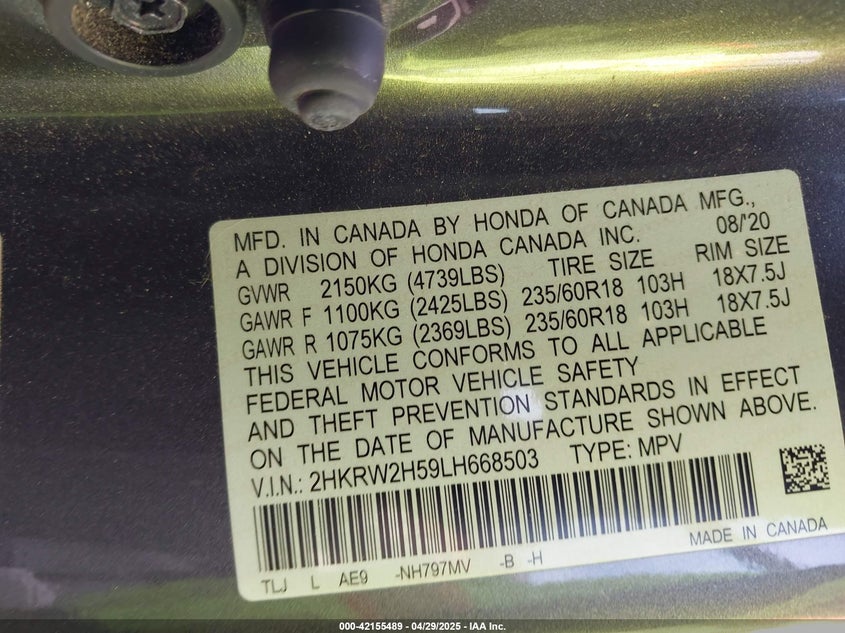 MFD. IN CANADA BY HONDA OF CANADA MFG.,
A DIVISION OF HONDA CANADA INC. 08/'20
GVWR 2150KG (4739LBS) TIRE SIZE RIM SIZE
GAWR F 1100KG (2425LBS) 235/60R18 103H 18X7.5J
GAWR R 1075KG (2369LBS) 235/60R18 103H 18X7.5J
THIS VEHICLE CONFORMS TO ALL APPLICABLE
FEDERAL MOTOR VEHICLE SAFETY
AND THEFT PREVENTION STANDARDS IN EFFECT
ON THE DATE OF MANUFACTURE SHOWN ABOVE.
V.I.N.: 2HKRW2H59LH668503 TYPE: MPV
MADE IN CANADA
TLJ L AE9 -NH797MV -B -H
000-42155489 - 04/29/2025 - IAA Inc.